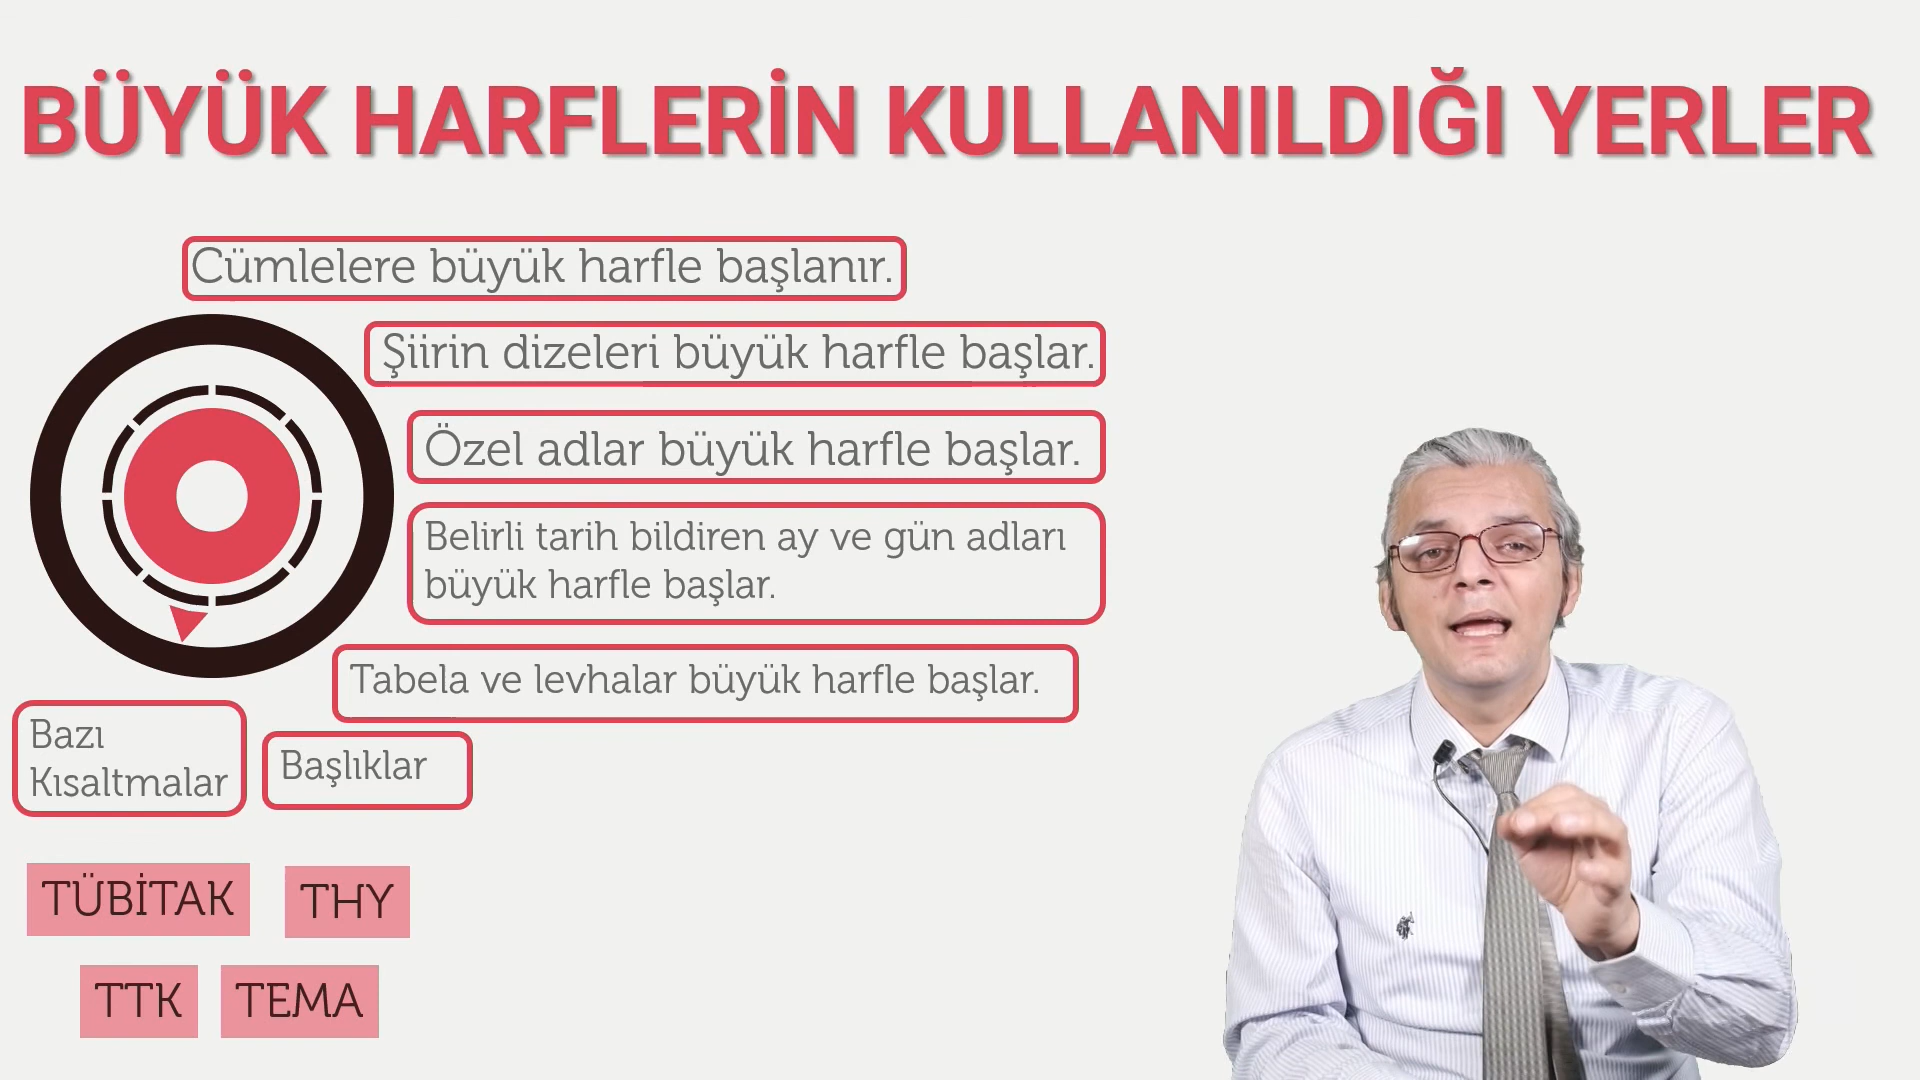 BÜYÜK HARFLERİN KULLANILDIĞI YERLER
Cümlelere büyük harfle başlanır.
Şiirin dizeleri büyük harfle başlar.
Özel adlar büyük harfle başlar.
Belirli tarih bildiren ay ve gün adları
büyük harfle başlar.
Tabela ve levhalar büyük harfle başlar.
Başlıklar
Bazı
Kısaltmalar
TÜBİTAK
THY
TTK
TEMA